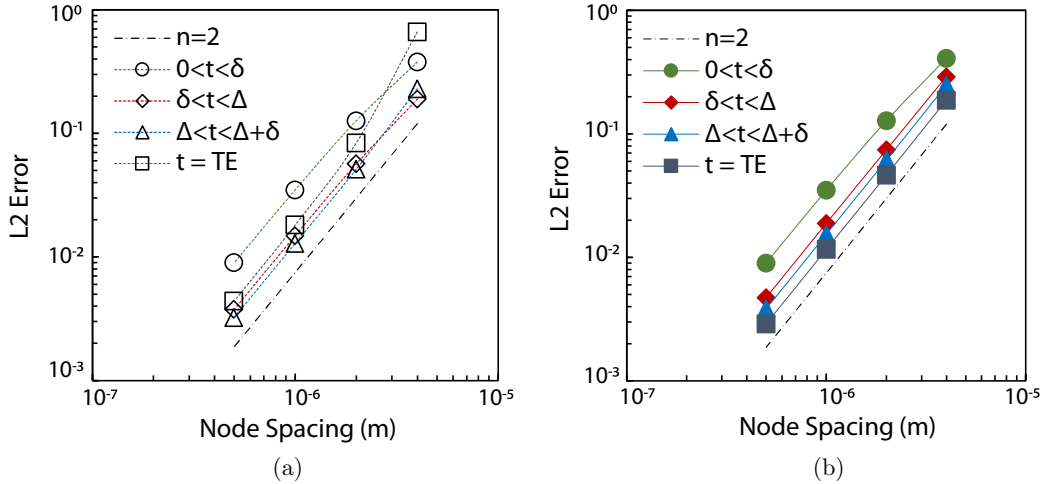 10⁰
10⁻¹
10⁻²
10⁻³
L2 Error
n=2
0<t<δ
δ<t<Δ
Δ<t<Δ+δ
t = TE
10⁻⁷
10⁻⁶
10⁻⁵
Node Spacing (m)
(a)
10⁰
10⁻¹
10⁻²
10⁻³
L2 Error
n=2
0<t<δ
δ<t<Δ
Δ<t<Δ+δ
t = TE
10⁻⁷
10⁻⁶
10⁻⁵
Node Spacing (m)
(b)